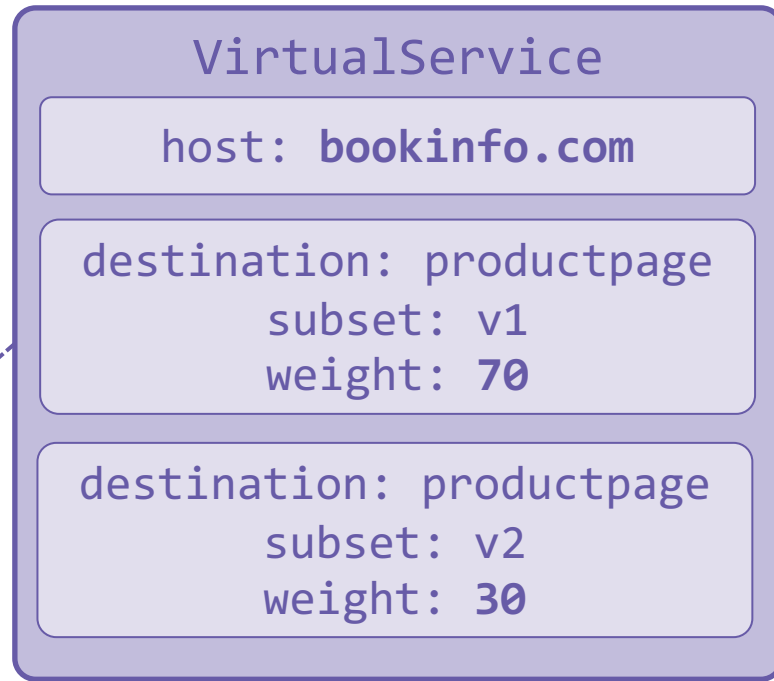 VirtualService
host: bookinfo.com
destination: productpage
subset: v1
weight: 70
destination: productpage
subset: v2
weight: 30